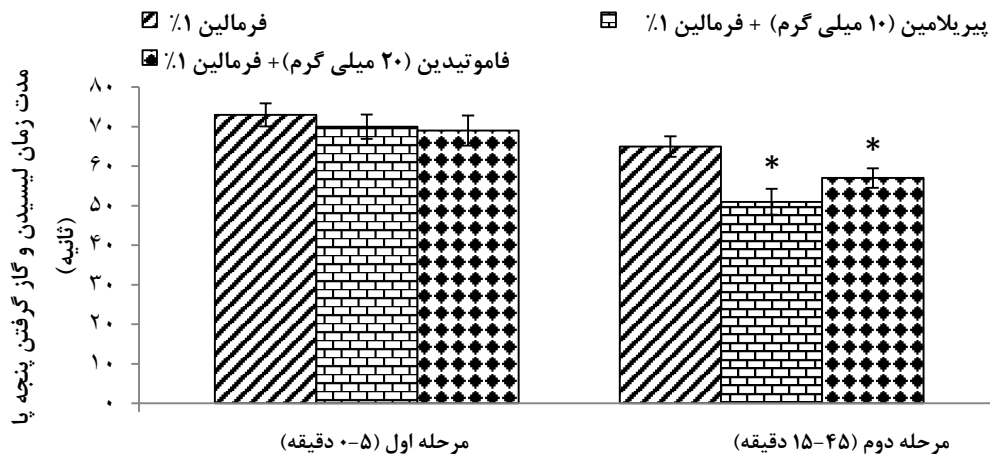 فرمالین ۱٪
پیریلامین (۱۰ میلی گرم) + فرمالین ۱٪
فاموتیدین (۲۰ میلی گرم)+ فرمالین ۱٪
مدت زمان لیسیدن و گاز گرفتن پنجه پا
(ثانیه)
۸۰
۷۰
۶۰
۵۰
۴۰
۳۰
۲۰
۱۰
۰
*
*
مرحله اول (۵-۰ دقیقه)
مرحله دوم (۴۵-۱۵ دقیقه)